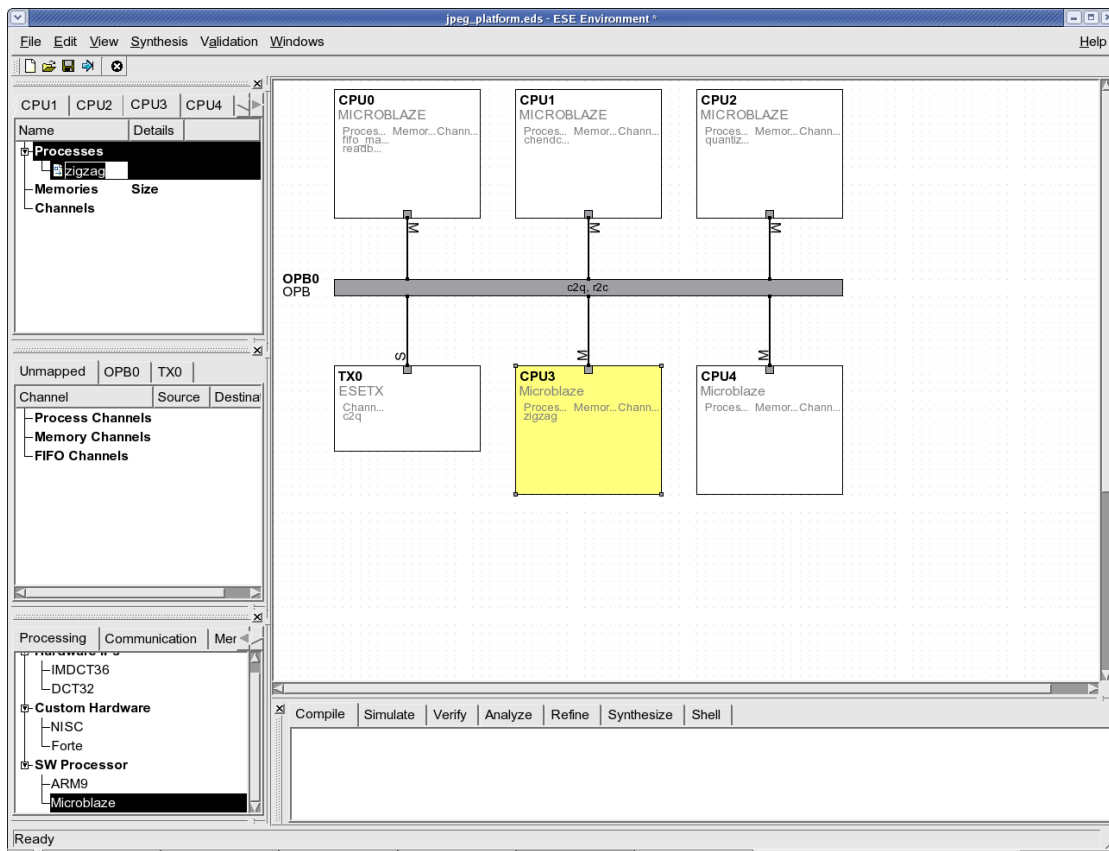 jpeg_platform.eds - ESE Environment *
File Edit View Synthesis Validation Windows Help
CPU1 CPU2 CPU3 CPU4
Name Details
Processes
zigzag
Memories Size
Channels
Unmapped OPB0 TX0
Channel Source Destina
Process Channels
Memory Channels
FIFO Channels
Processing Communication Mer
Hardware IPs
IMDCT36
DCT32
Custom Hardware
NISC
Forte
SW Processor
ARM9
Microblaze
CPU0
MICROBLAZE
Proces... Memor... Chann...
fifo_ma...
readb...
CPU1
MICROBLAZE
Proces... Memor... Chann...
chendc...
CPU2
MICROBLAZE
Proces... Memor... Chann...
quantiz...
M M M
OPB0
OPB
c2q, r2c
S M M
TX0
ESETX
Chann...
c2q
CPU3
Microblaze
Proces... Memor... Chann...
zigzag
CPU4
Microblaze
Proces... Memor... Chann...
Compile Simulate Verify Analyze Refine Synthesize Shell
Ready